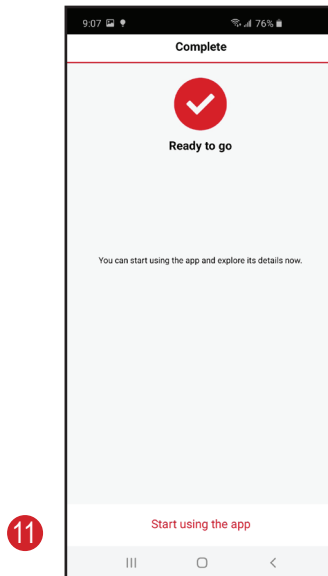 9:07 76%
Complete
Ready to go
You can start using the app and explore its details now.
Start using the app
11